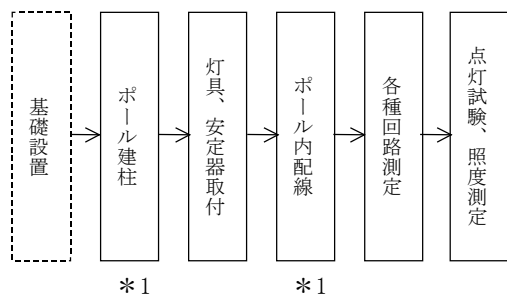 基礎設置
ポール建柱
灯具、安定器取付
ポール内配線
各種回路測定
点灯試験、照度測定
＊1
＊1